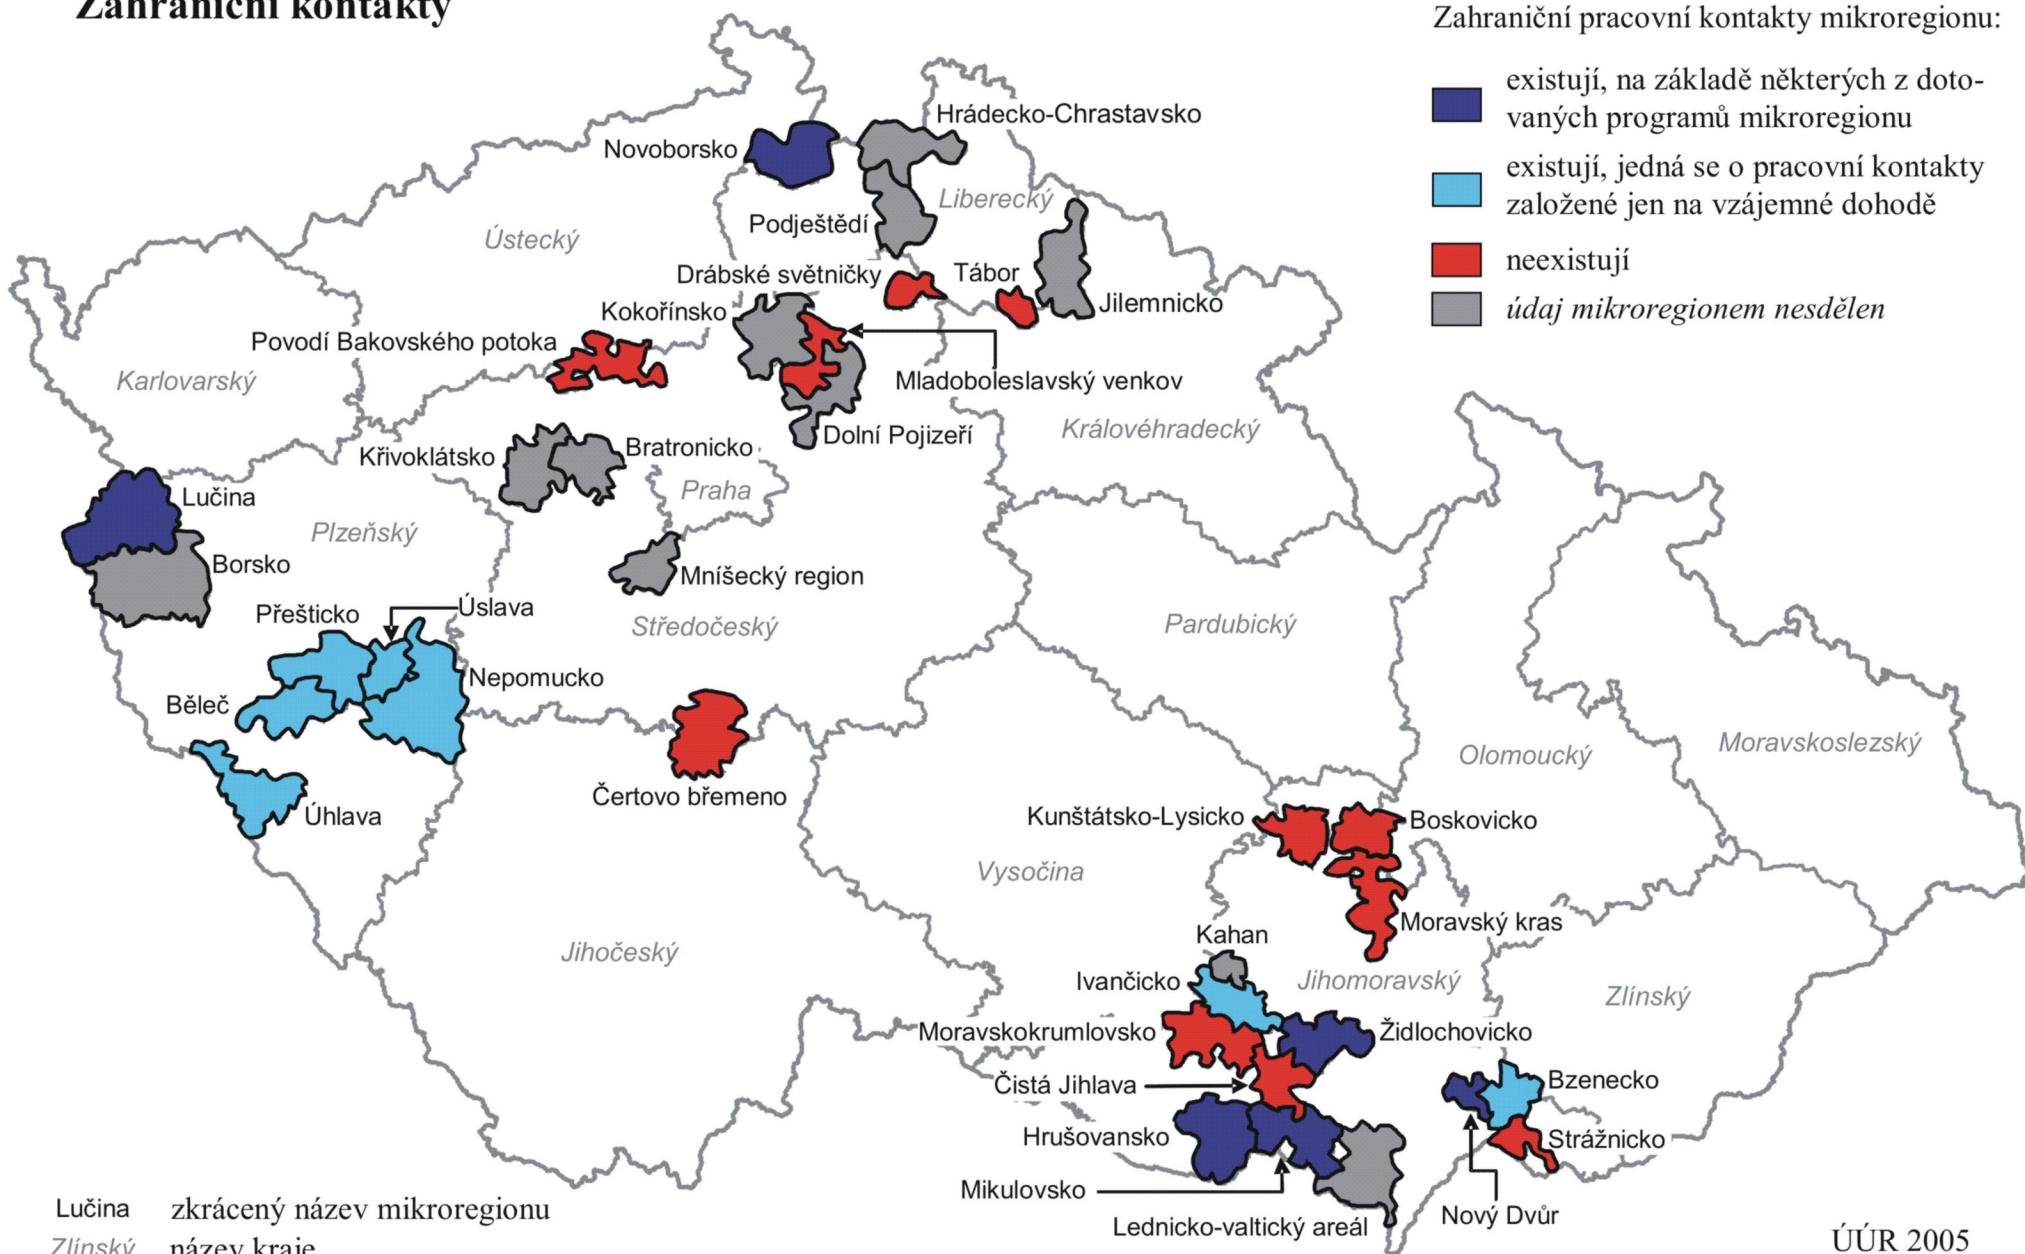 Zahraniční kontakty
Zahraniční pracovní kontakty mikroregionu:
existují, na základě některých z doto-
vaných programů mikroregionu
existují, jedná se o pracovní kontakty
založené jen na vzájemné dohodě
neexistují
údaj mikroregionem nesdělen
Hrádecko-Chrastavsko
Novoborsko
Liberecký
Podještědí
Ústecký
Drábské světničky
Tábor
Jilemnicko
Kokořínsko
Povodí Bakovského potoka
Karlovarský
Mladoboleslavský venkov
Královéhradecký
Dolní Pojizeří
Křivoklátsko
Bratronicko
Praha
Lučina
Plzeňský
Borsko
Mníšecký region
Přešticko
Úslava
Středočeský
Pardubický
Nepomucko
Běleč
Olomoucký
Moravskoslezský
Čertovo břemeno
Úhlava
Kunštátsko-Lysicko
Boskovicko
Vysočina
Moravský kras
Kahan
Jihočeský
Ivančicko
Jihomoravský
Zlínský
Moravskokrumlovsko
Židlochovicko
Čistá Jihlava
Bzenecko
Hrušovansko
Strážnicko
Mikulovsko
Nový Dvůr
Lednicko-valtický areál
Lučina zkrácený název mikroregionu
Zlínský název kraje
ÚÚR 2005